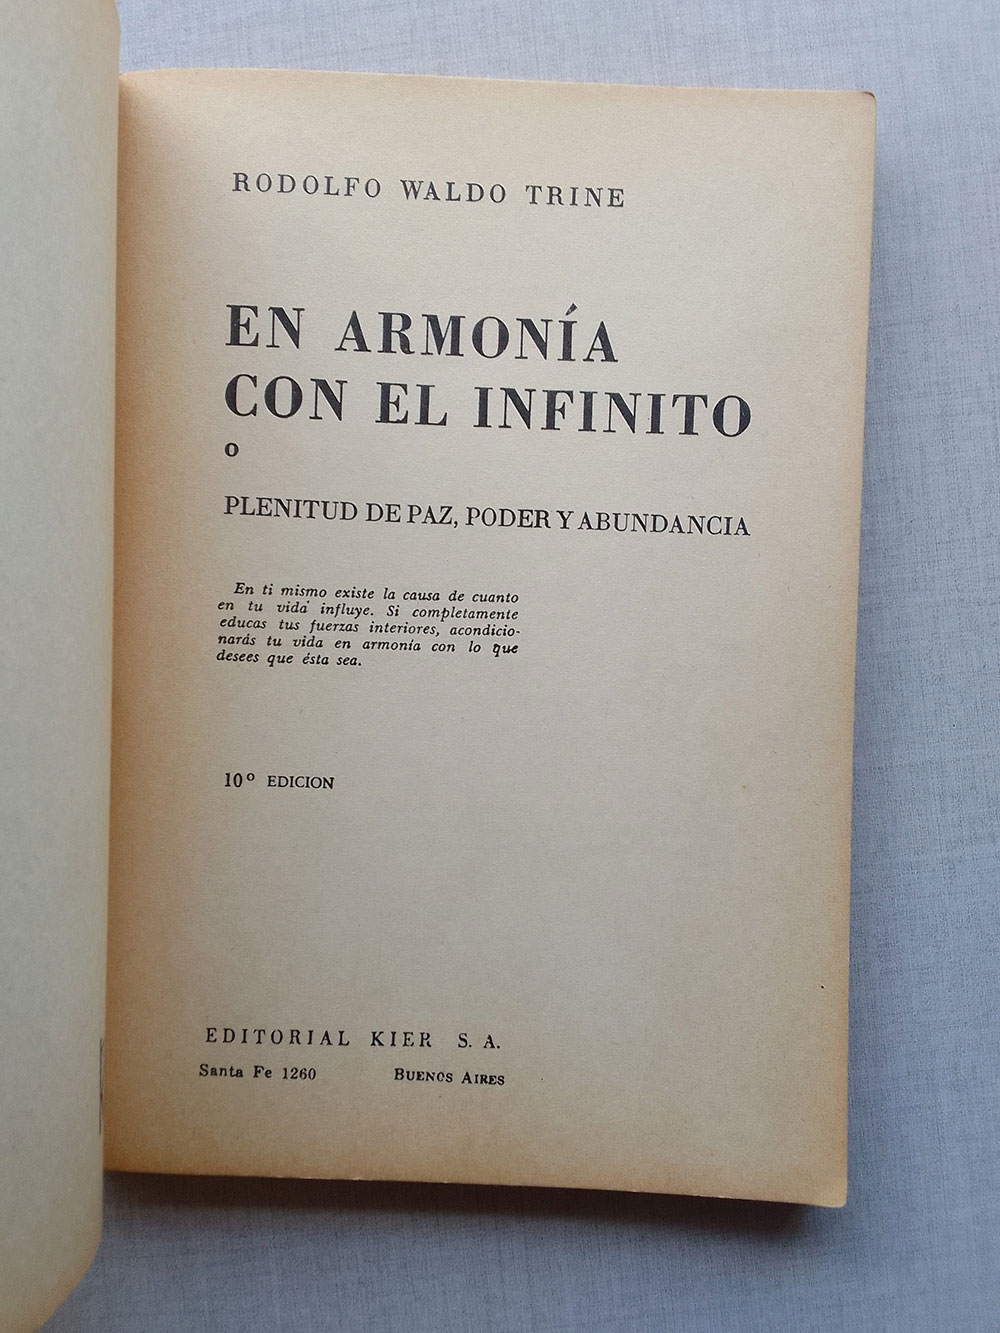 RODOLFO WALDO TRINE
EN ARMONÍA
CON EL INFINITO
o
PLENITUD DE PAZ, PODER Y ABUNDANCIA
En ti mismo existe la causa de cuanto
en tu vida influye. Si completamente
educas tus fuerzas interiores, acondicio-
narás tu vida en armonía con lo que
desees que ésta sea.
10º EDICION
EDITORIAL KIER S. A.
Santa Fe 1260 BUENOS AIRES